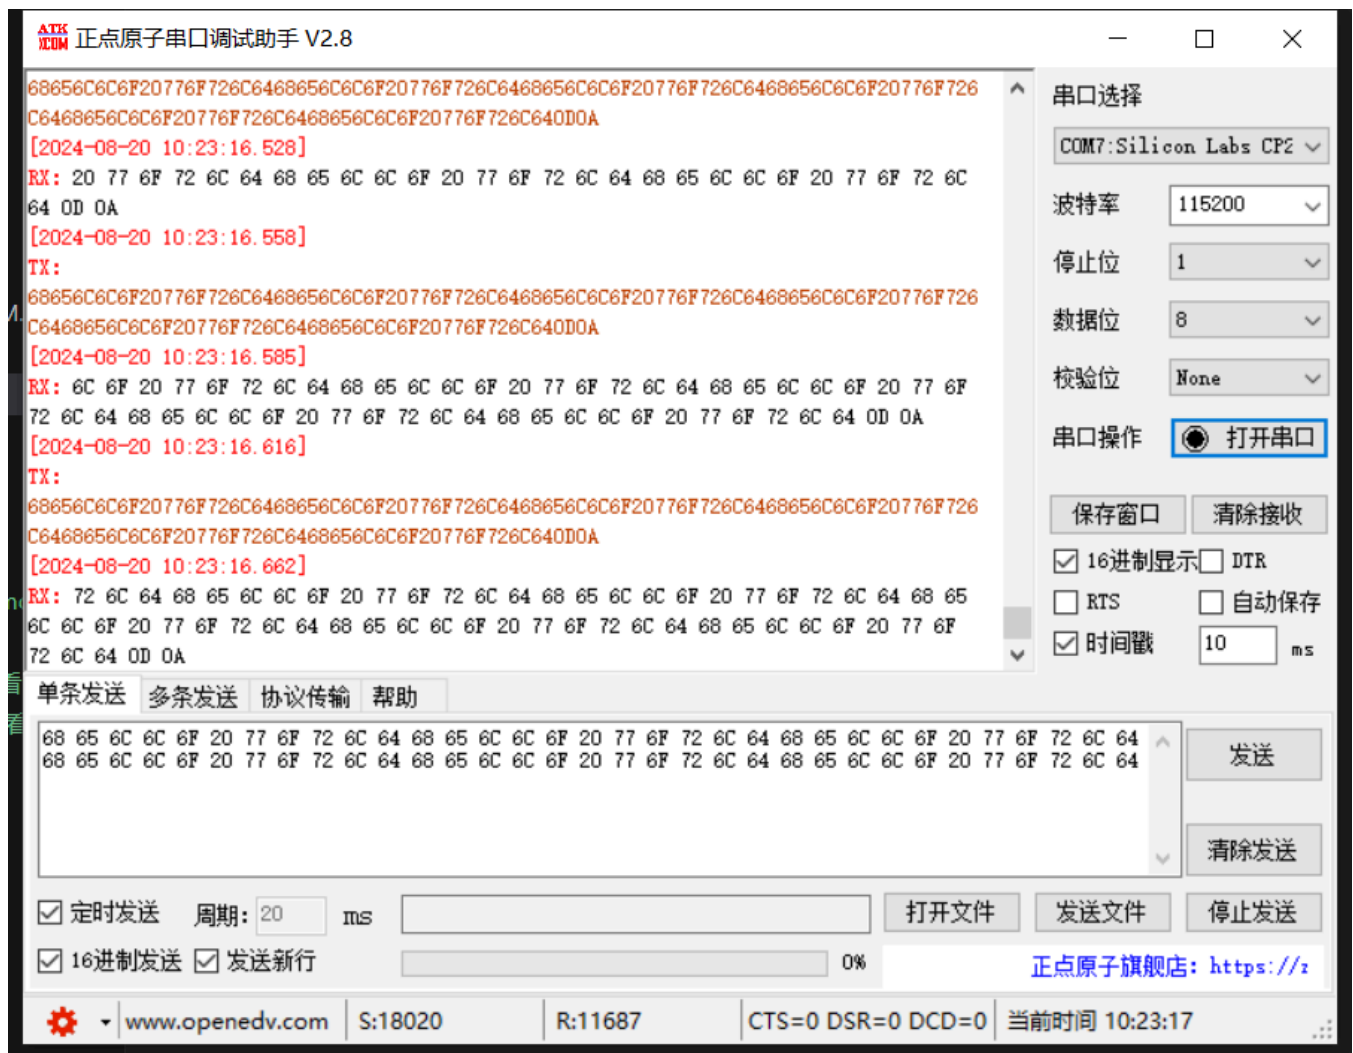 ATK
XCOM 正点原子串口调试助手 V2.8
68656C6C6F20776F726C6468656C6C6F20776F726C6468656C6C6F20776F726C6468656C6C6F20776F726
C6468656C6C6F20776F726C6468656C6C6F20776F726C640D0A
[2024-08-20 10:23:16.528]
RX: 20 77 6F 72 6C 64 68 65 6C 6C 6F 20 77 6F 72 6C 64 68 65 6C 6C 6F 20 77 6F 72 6C
64 0D 0A
[2024-08-20 10:23:16.558]
TX:
68656C6C6F20776F726C6468656C6C6F20776F726C6468656C6C6F20776F726C6468656C6C6F20776F726
C6468656C6C6F20776F726C6468656C6C6F20776F726C640D0A
[2024-08-20 10:23:16.585]
RX: 6C 6F 20 77 6F 72 6C 64 68 65 6C 6C 6F 20 77 6F 72 6C 64 68 65 6C 6C 6F 20 77 6F
72 6C 64 68 65 6C 6C 6F 20 77 6F 72 6C 64 68 65 6C 6C 6F 20 77 6F 72 6C 64 0D 0A
[2024-08-20 10:23:16.616]
TX:
68656C6C6F20776F726C6468656C6C6F20776F726C6468656C6C6F20776F726C6468656C6C6F20776F726
C6468656C6C6F20776F726C6468656C6C6F20776F726C640D0A
[2024-08-20 10:23:16.662]
RX: 72 6C 64 68 65 6C 6C 6F 20 77 6F 72 6C 64 68 65 6C 6C 6F 20 77 6F 72 6C 64 68 65
6C 6C 6F 20 77 6F 72 6C 64 68 65 6C 6C 6F 20 77 6F 72 6C 64 68 65 6C 6C 6F 20 77 6F
72 6C 64 0D 0A
串口选择
COM7:Silicon Labs CP2
波特率 115200
停止位 1
数据位 8
校验位 None
串口操作 打开串口
保存窗口 清除接收
16进制显示 DTR
RTS 自动保存
时间戳 10 ms
单条发送 多条发送 协议传输 帮助
68 65 6C 6C 6F 20 77 6F 72 6C 64 68 65 6C 6C 6F 20 77 6F 72 6C 64 68 65 6C 6C 6F 20 77 6F 72 6C 64
68 65 6C 6C 6F 20 77 6F 72 6C 64 68 65 6C 6C 6F 20 77 6F 72 6C 64 68 65 6C 6C 6F 20 77 6F 72 6C 64
发送
清除发送
定时发送 周期: 20 ms 打开文件 发送文件 停止发送
16进制发送 发送新行 0% 正点原子旗舰店: https://z
www.openedv.com S:18020 R:11687 CTS=0 DSR=0 DCD=0 当前时间 10:23:17